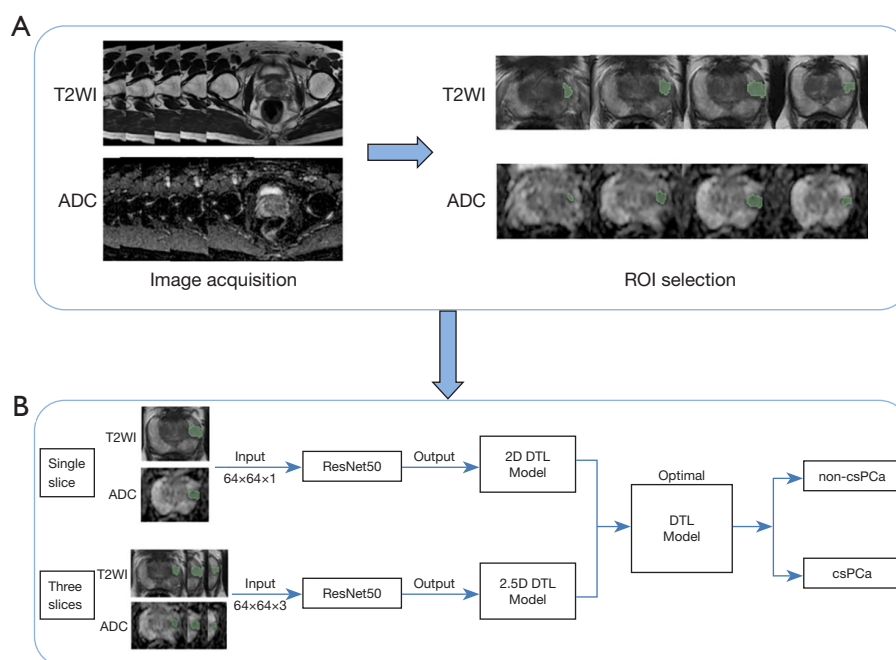 A
T2WI
ADC
Image acquisition
T2WI
ADC
ROI selection
B
Single
slice
T2WI
ADC
Input
64×64×1
ResNet50
Output
2D DTL
Model
Three
slices
T2WI
ADC
Input
64×64×3
ResNet50
Output
2.5D DTL
Model
Optimal
DTL
Model
non-csPCa
csPCa